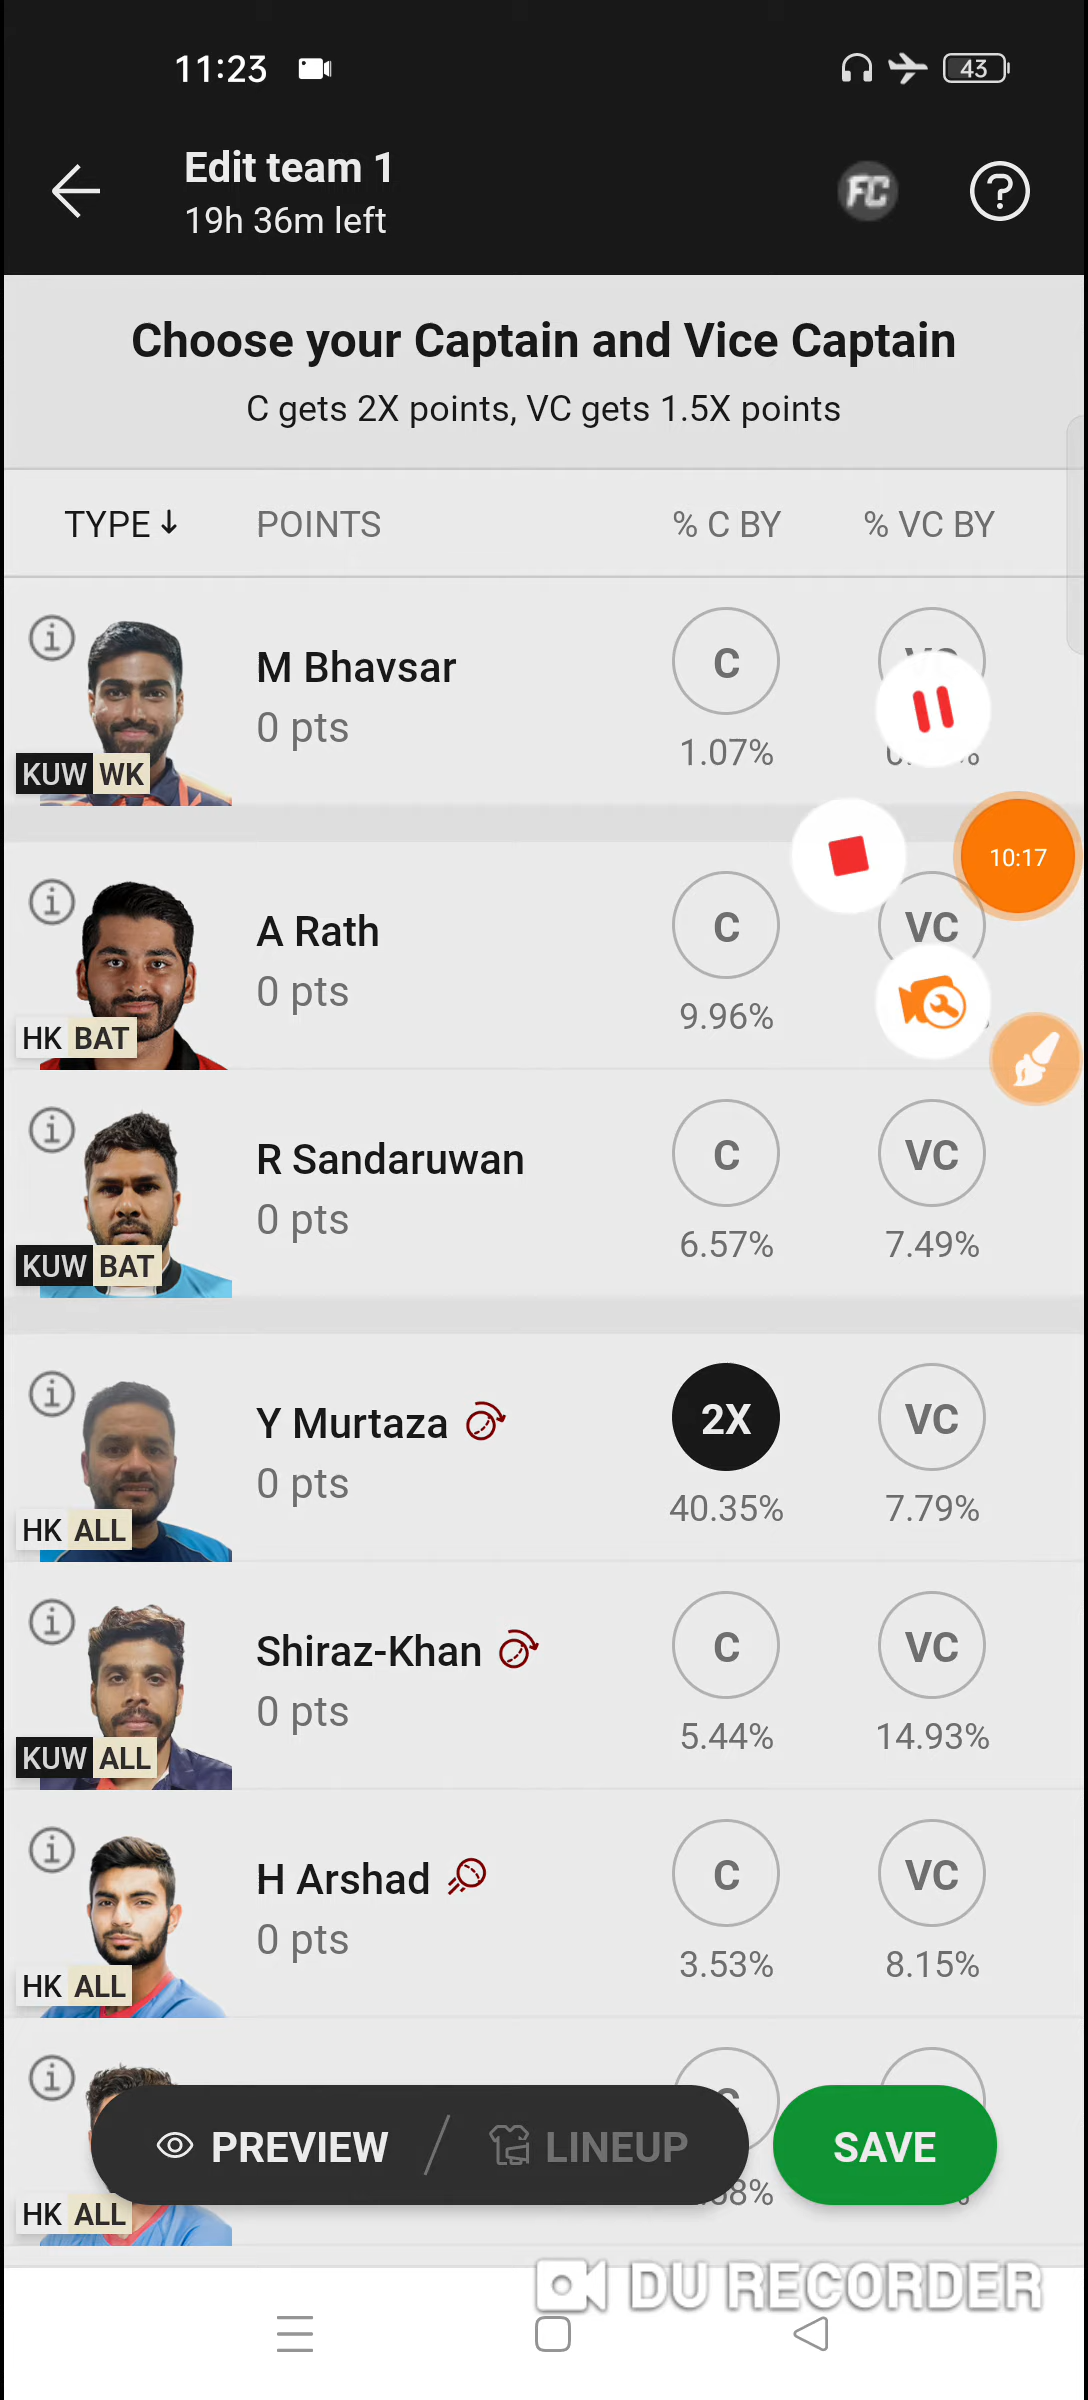 11:23
43
Edit team 1
19h 36m left
FC
Choose your Captain and Vice Captain
C gets 2X points, VC gets 1.5X points
TYPE ↓ POINTS % C BY % VC BY
M Bhavsar C
0 pts
1.07%
KUW WK
10:17
A Rath C VC
0 pts
9.96%
HK BAT
R Sandaruwan C VC
0 pts
6.57% 7.49%
KUW BAT
Y Murtaza 2X VC
0 pts
40.35% 7.79%
HK ALL
Shiraz-Khan C VC
0 pts
5.44% 14.93%
KUW ALL
H Arshad C VC
0 pts
3.53% 8.15%
HK ALL
PREVIEW / LINEUP SAVE
HK ALL
DU RECORDER